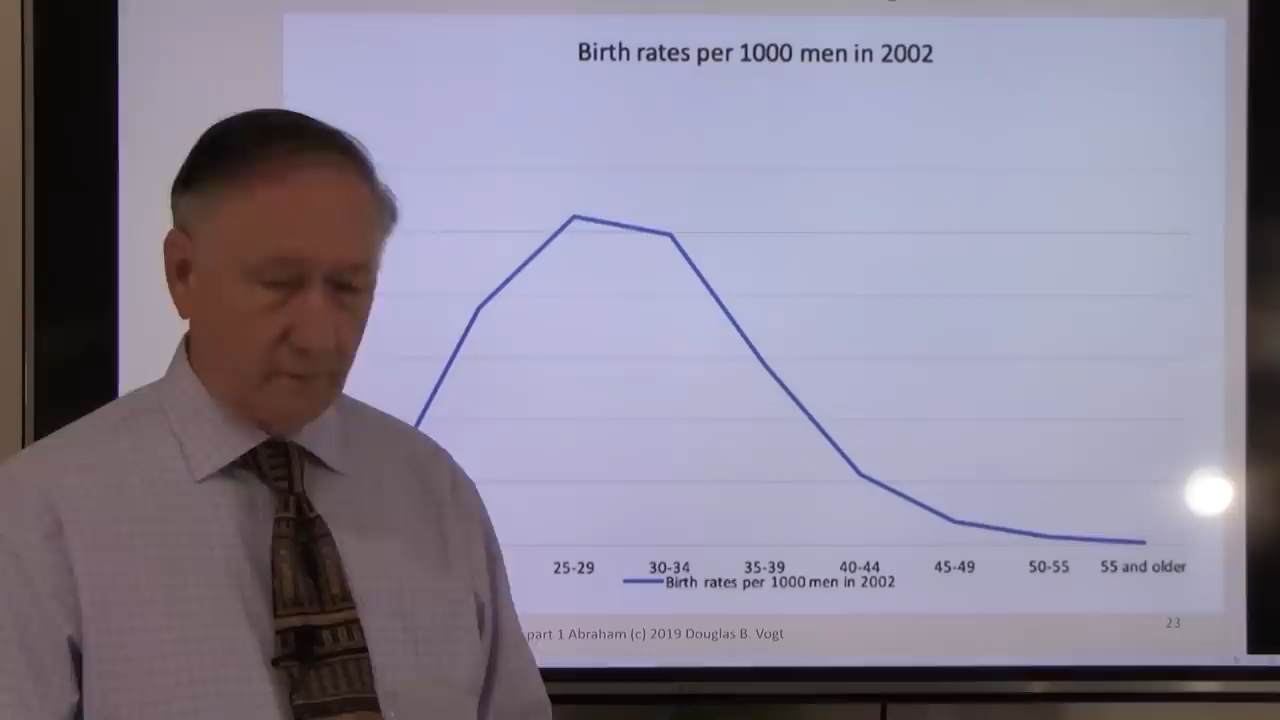 Birth rates per 1000 men in 2002
25-29 30-34 35-39 40-44 45-49 50-55 55 and older
Birth rates per 1000 men in 2002
part 1 Abraham (c) 2019 Douglas B. Vogt
23